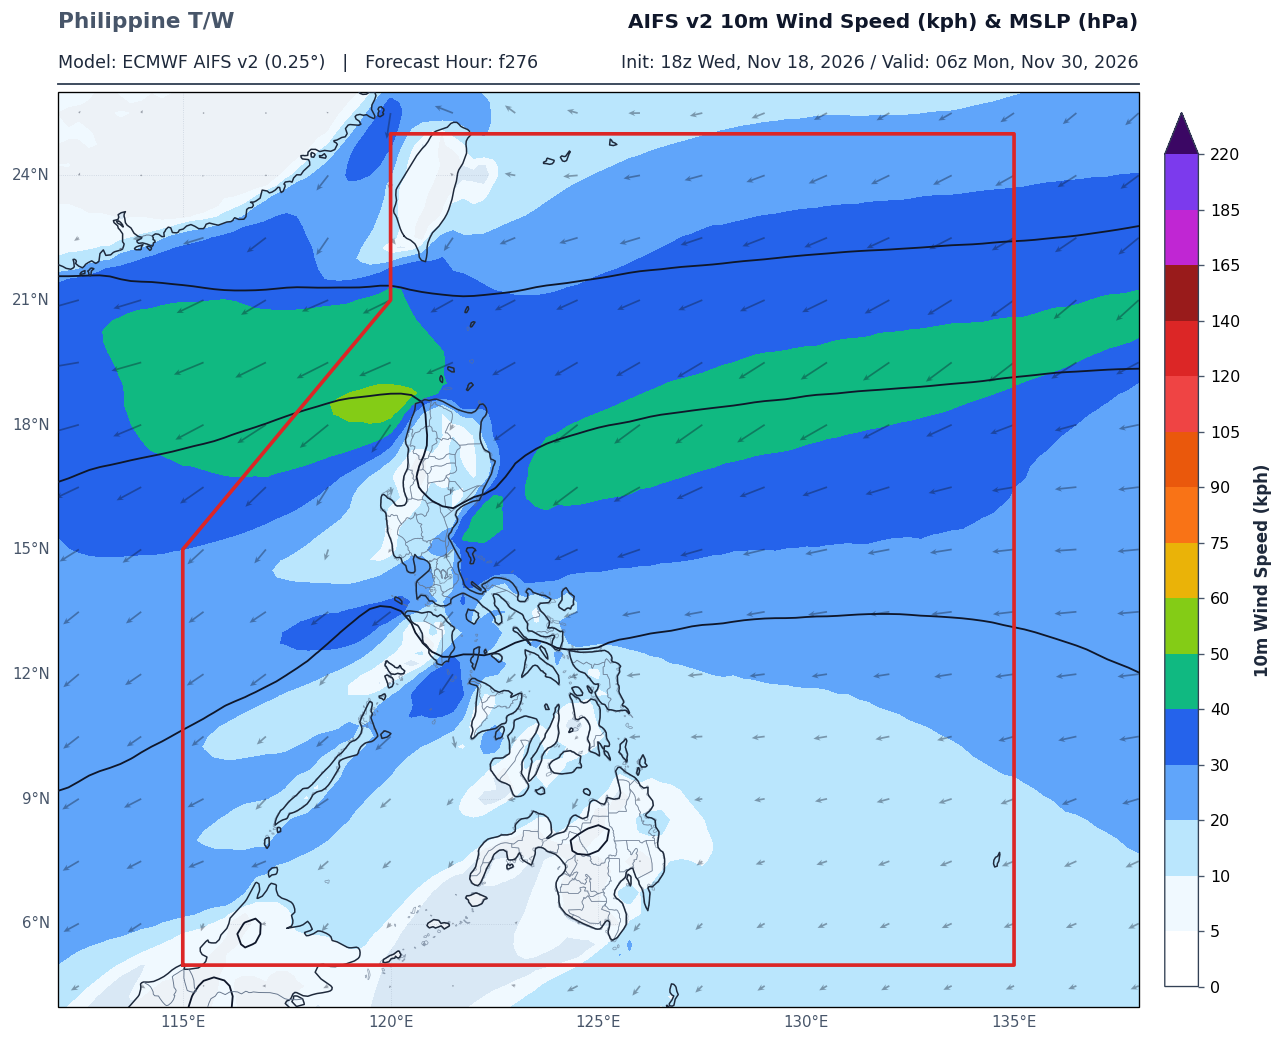 Philippine T/W
AIFS v2 10m Wind Speed (kph) & MSLP (hPa)
Model: ECMWF AIFS v2 (0.25°) | Forecast Hour: f276
Init: 18z Wed, Nov 18, 2026 / Valid: 06z Mon, Nov 30, 2026
24°N
21°N
18°N
15°N
12°N
9°N
6°N
115°E
120°E
125°E
130°E
135°E
220
185
165
140
120
105
90
75
60
50
40
30
20
10
5
0
10m Wind Speed (kph)